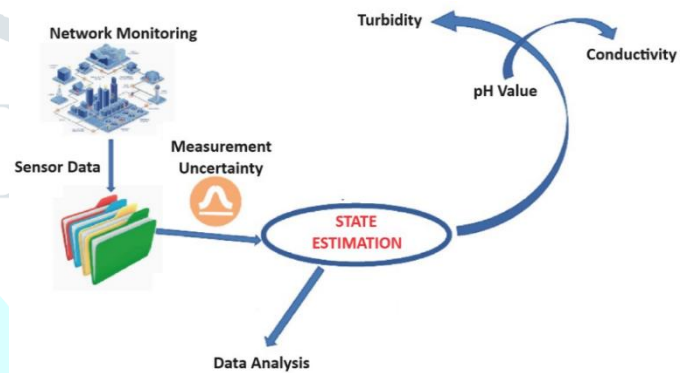 Turbidity
Network Monitoring
Conductivity
pH Value
Measurement
Uncertainty
Sensor Data
STATE
ESTIMATION
Data Analysis